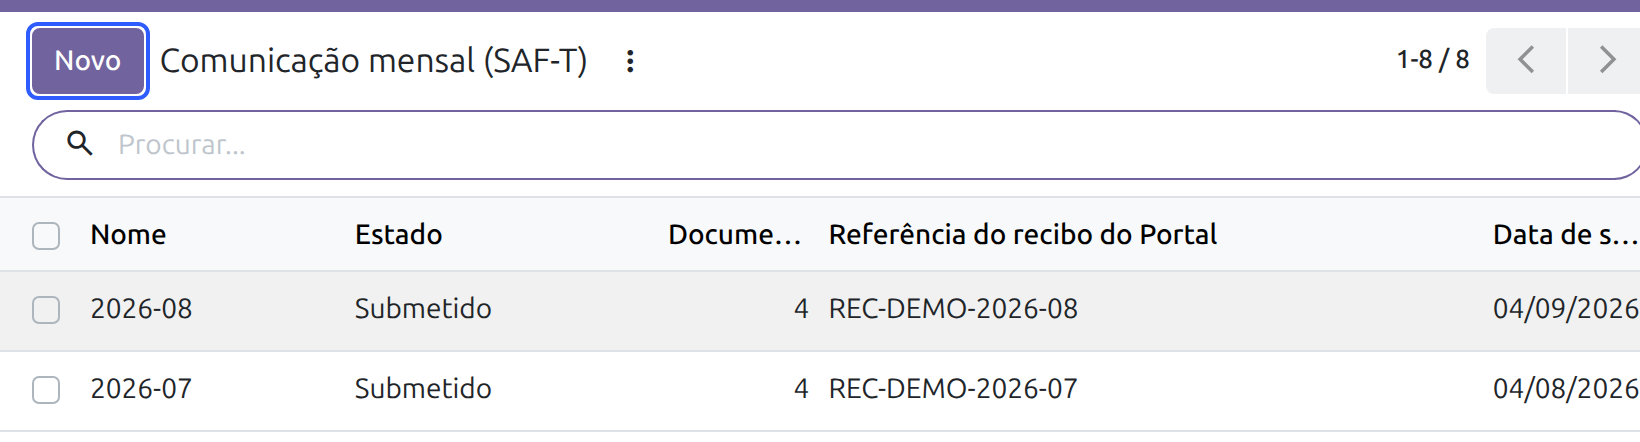 Novo Comunicação mensal (SAF-T) 1-8 / 8
Procurar...
Nome Estado Docume... Referência do recibo do Portal Data de s...
2026-08 Submetido 4 REC-DEMO-2026-08 04/09/2026
2026-07 Submetido 4 REC-DEMO-2026-07 04/08/2026